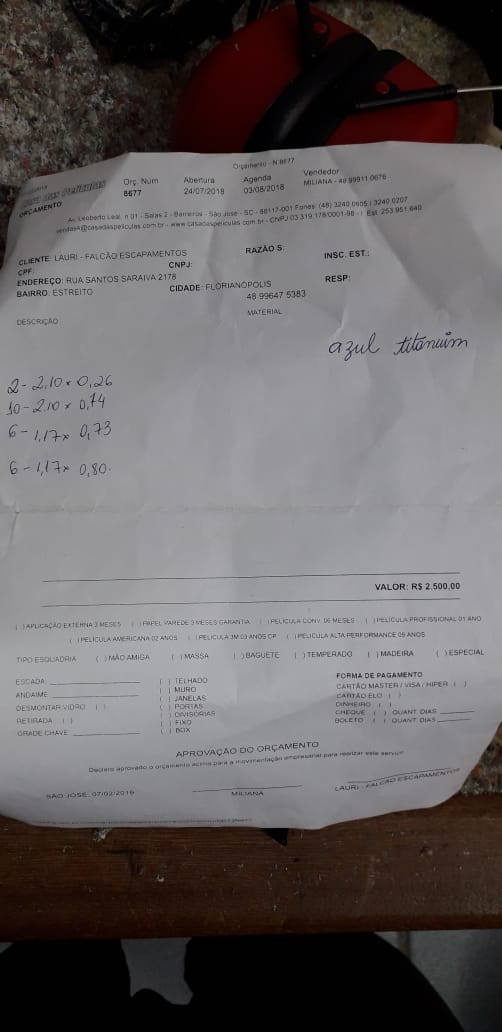 Orçamento - N 8677
Casa das Películas
ORÇAMENTO
Orç. Num Abertura Agenda Vendedor
8677 24/07/2018 03/08/2018 MILIANA - 48 99911 0676
Av. Leoberto Leal, n 01 - Salas 2 - Barreiros - São José - SC - 88117-001 Fones: (48) 3240 0605 / 3240 0207
www.casadaspeliculas.com.br - CNPJ 03.319.178/0001-98 - I. Est. 253.951.640
CLIENTE: LAURI - FALCÃO ESCAPAMENTOS RAZÃO S: INSC. EST.:
CPF: CNPJ:
ENDEREÇO: RUA SANTOS SARAIVA 2178 RESP:
BAIRRO: ESTREITO CIDADE: FLORIANÓPOLIS
48 99647 5383
DESCRIÇÃO MATERIAL
azul titanium
2 - 2,10 x 0,26
10 - 2,10 x 0,74
6 - 1,17 x 0,73
6 - 1,17 x 0,80
VALOR: R$ 2.500,00
( ) APLICAÇÃO EXTERNA 3 MESES ( ) PAPEL PAREDE 3 MESES GARANTIA ( ) PELÍCULA CONV. 06 MESES ( ) PELÍCULA PROFISSIONAL 01 ANO
( ) PELÍCULA AMERICANA 02 ANOS ( ) PELÍCULA 3M 03 ANOS CP ( ) PELÍCULA ALTA PERFORMANCE 05 ANOS
TIPO ESQUADRIA ( ) MÃO AMIGA ( ) MASSA ( ) BAGUETE ( ) TEMPERADO ( ) MADEIRA ( ) ESPECIAL
ESCADA
ANDAIME
DESMONTAR VIDRO ( )
RETIRADA ( )
GRADE CHAVE
( ) TELHADO
( ) MURO
( ) JANELAS
( ) PORTAS
( ) DIVISÓRIAS
( ) FIXO
( ) BOX
FORMA DE PAGAMENTO
CARTÃO MASTER / VISA / HIPER ( )
CARTÃO ELO ( )
DINHEIRO ( )
CHEQUE ( ) QUANT DIAS
BOLETO ( ) QUANT DIAS
APROVAÇÃO DO ORÇAMENTO
Declaro aprovado o orçamento acima para a movimentação empresarial para realizar este serviço
SÃO JOSÉ, 07/02/2019 MILIANA LAURI - FALCÃO ESCAPAMENTOS